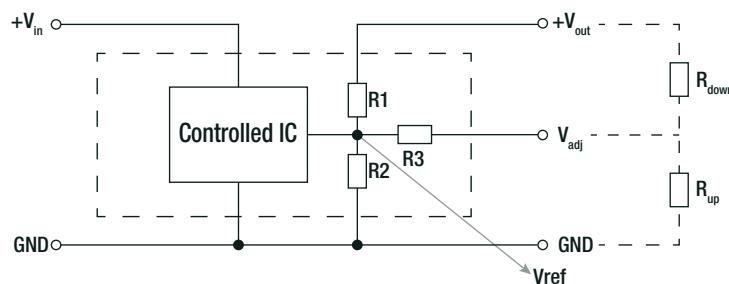 +Vin
+Vout
R1
Rdown
Controlled IC
Vadj
R3
R2
Rup
GND
GND
Vref